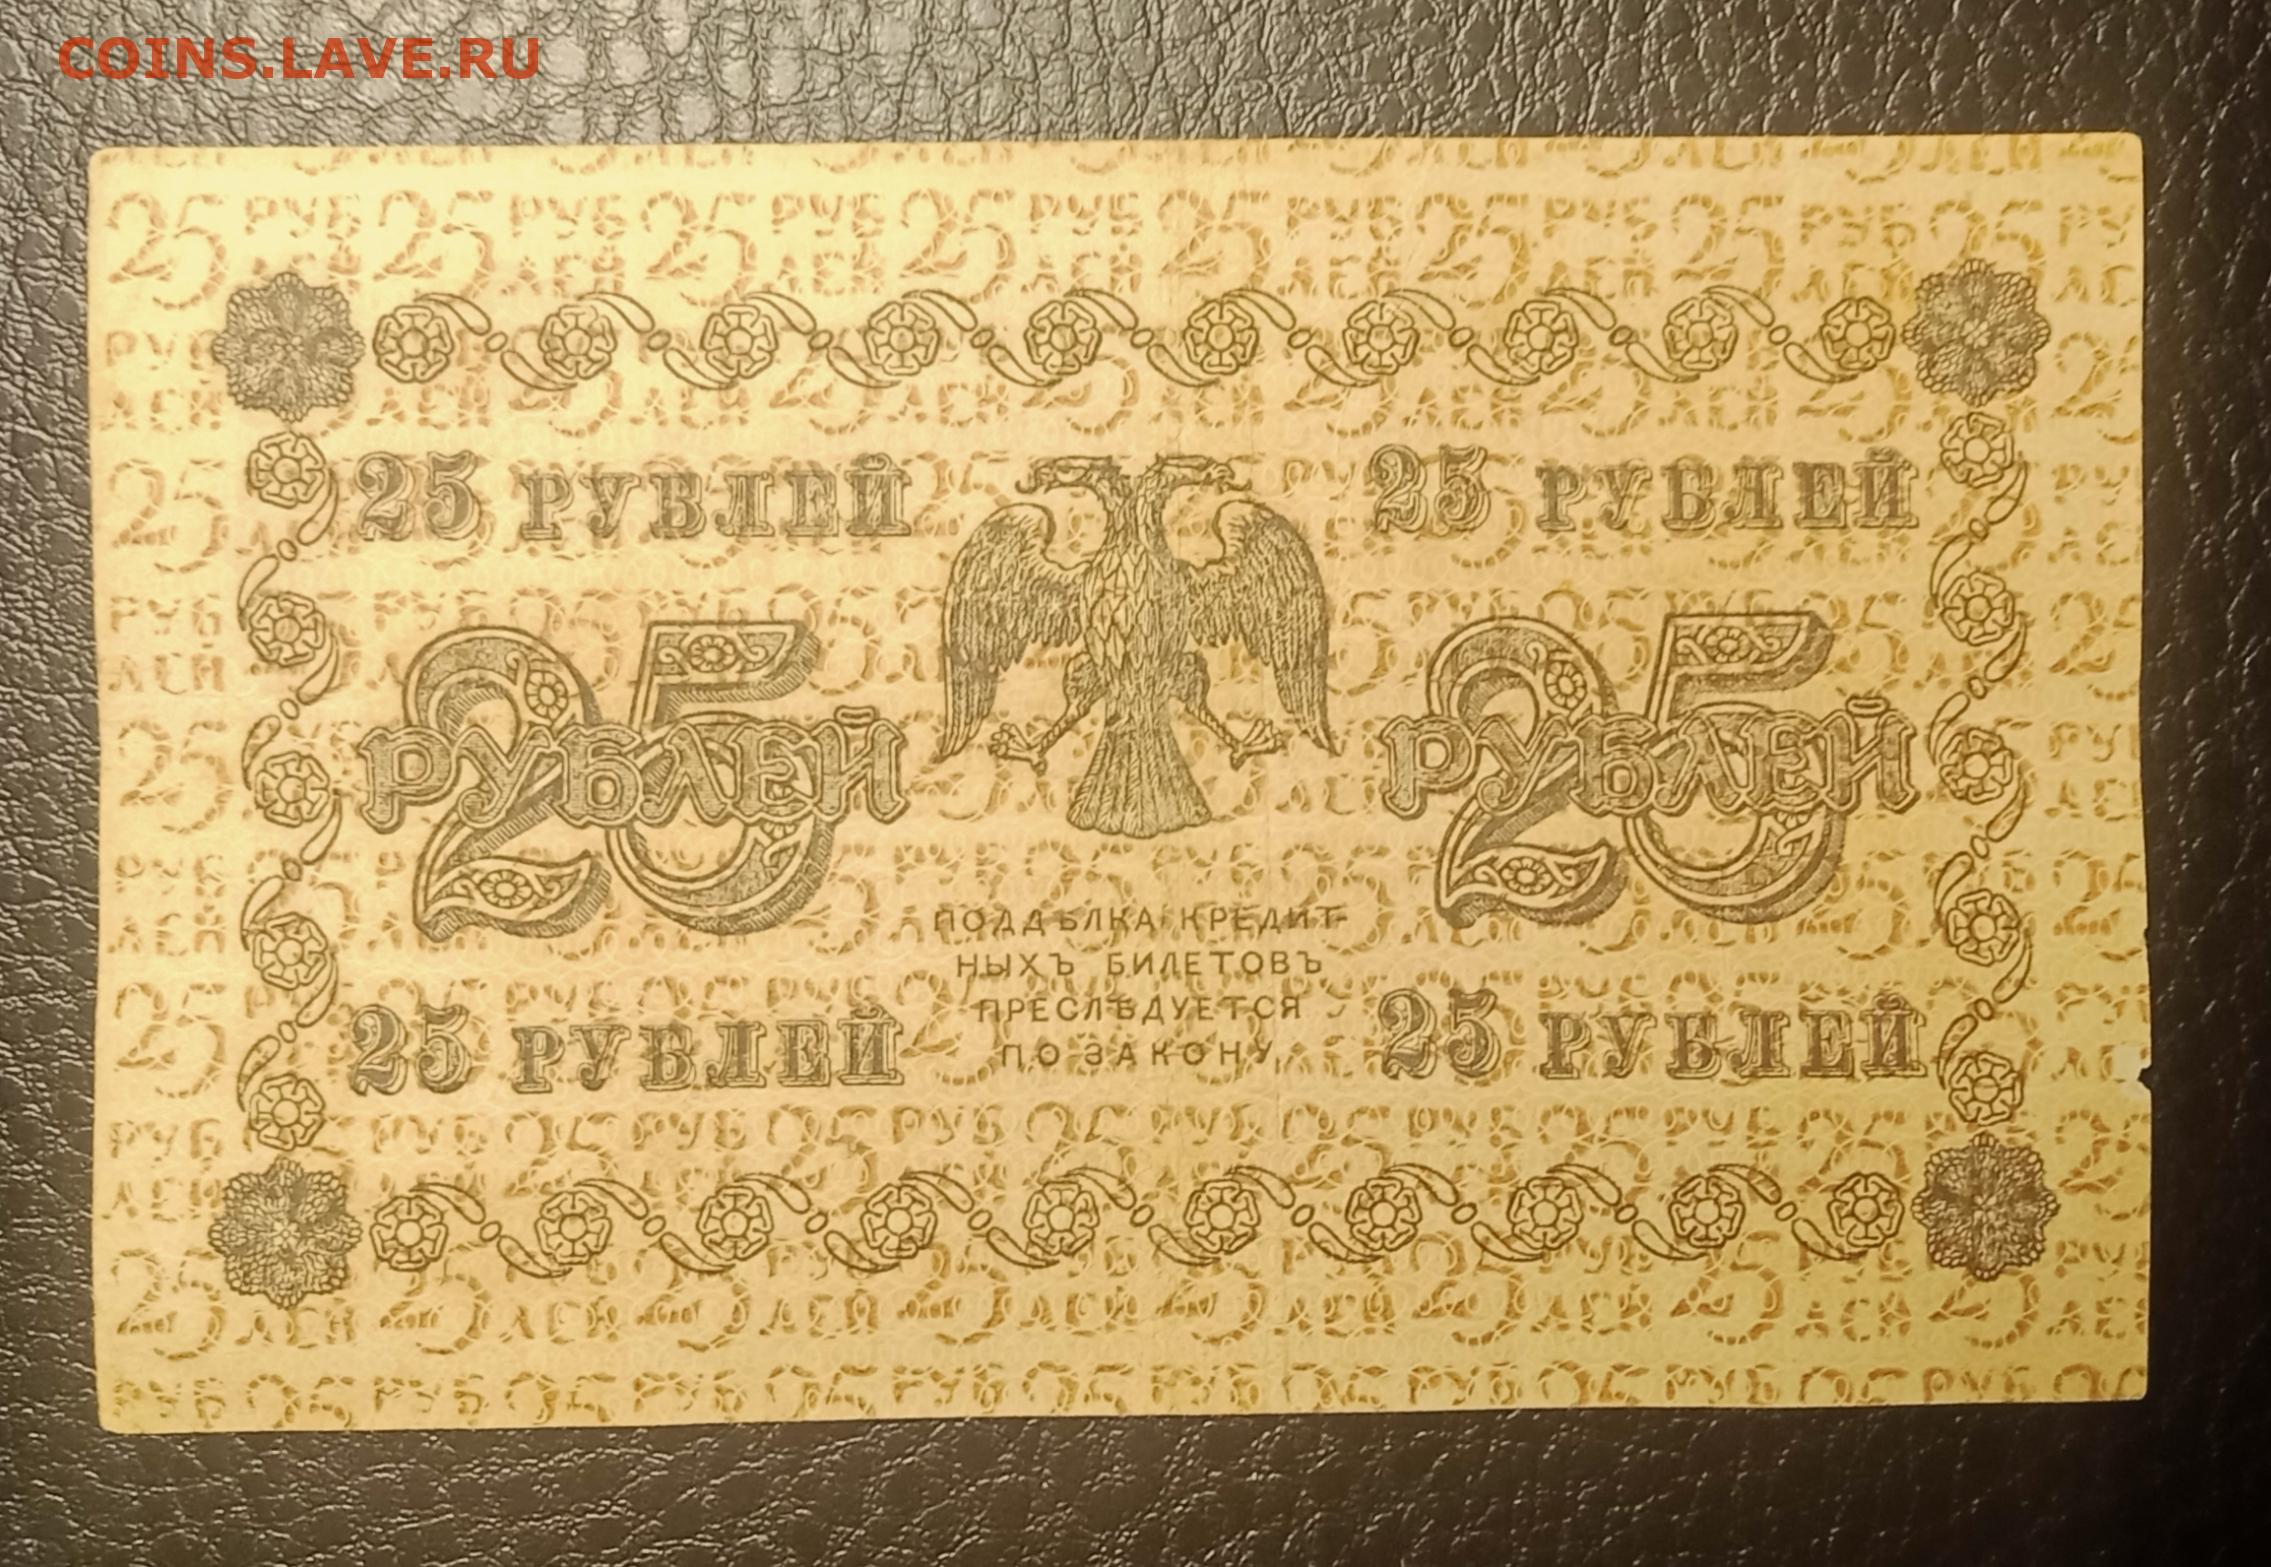 COINS.LAVE.RU
25 РУБЛЕЙ
25 РУБЛЕЙ
25 РУБЛЕЙ
25 РУБЛЕЙ
ПОДДѢЛКА КРЕДИТ-
НЫХЪ БИЛЕТОВЪ
ПРЕСЛѢДУЕТСЯ
ПО ЗАКОНУ
25 РУБЛЕЙ
25 РУБЛЕЙ